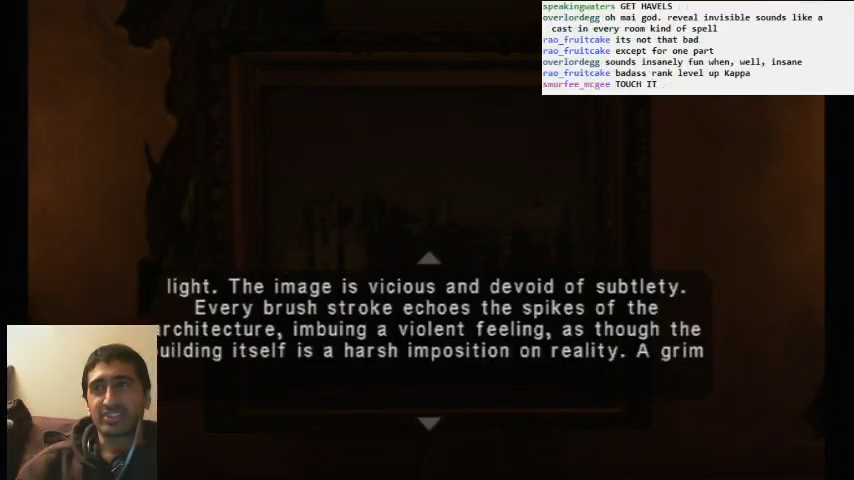 speakingwaters GET HAVELS
overlordegg oh mai god. reveal invisible sounds like a
cast in every room kind of spell
rao_fruitcake its not that bad
rao_fruitcake except for one part
overlordegg sounds insanely fun when, well, insane
rao_fruitcake badass rank level up Kappa
smurfee_mcgee TOUCH IT
light. The image is vicious and devoid of subtlety.
Every brush stroke echoes the spikes of the
architecture, imbuing a violent feeling, as though the
building itself is a harsh imposition on reality. A grim